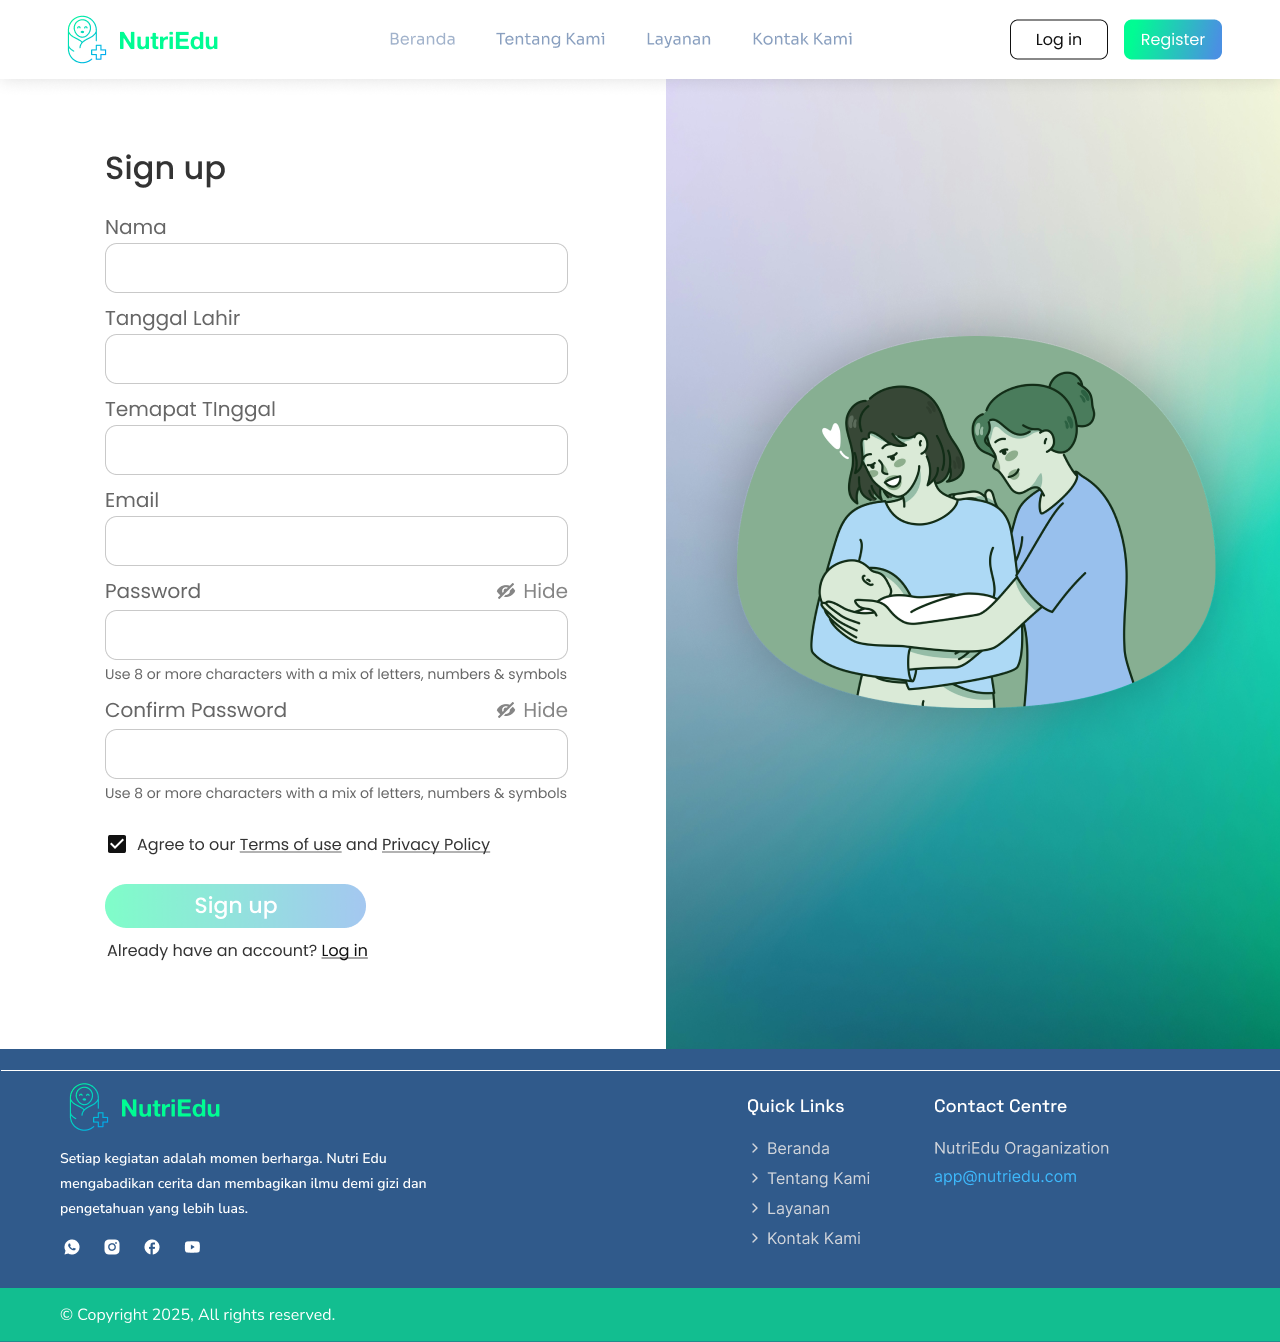 NutriEdu
Beranda
Tentang Kami
Layanan
Kontak Kami
Log in
Register
Sign up
Nama
Tanggal Lahir
Temapat TInggal
Email
Password
Hide
Use 8 or more characters with a mix of letters, numbers & symbols
Confirm Password
Hide
Use 8 or more characters with a mix of letters, numbers & symbols
Agree to our Terms of use and Privacy Policy
Sign up
Already have an account? Log in
NutriEdu
Setiap kegiatan adalah momen berharga. Nutri Edu
mengabadikan cerita dan membagikan ilmu demi gizi dan
pengetahuan yang lebih luas.
Quick Links
Beranda
Tentang Kami
Layanan
Kontak Kami
Contact Centre
NutriEdu Oraganization
app@nutriedu.com
© Copyright 2025, All rights reserved.